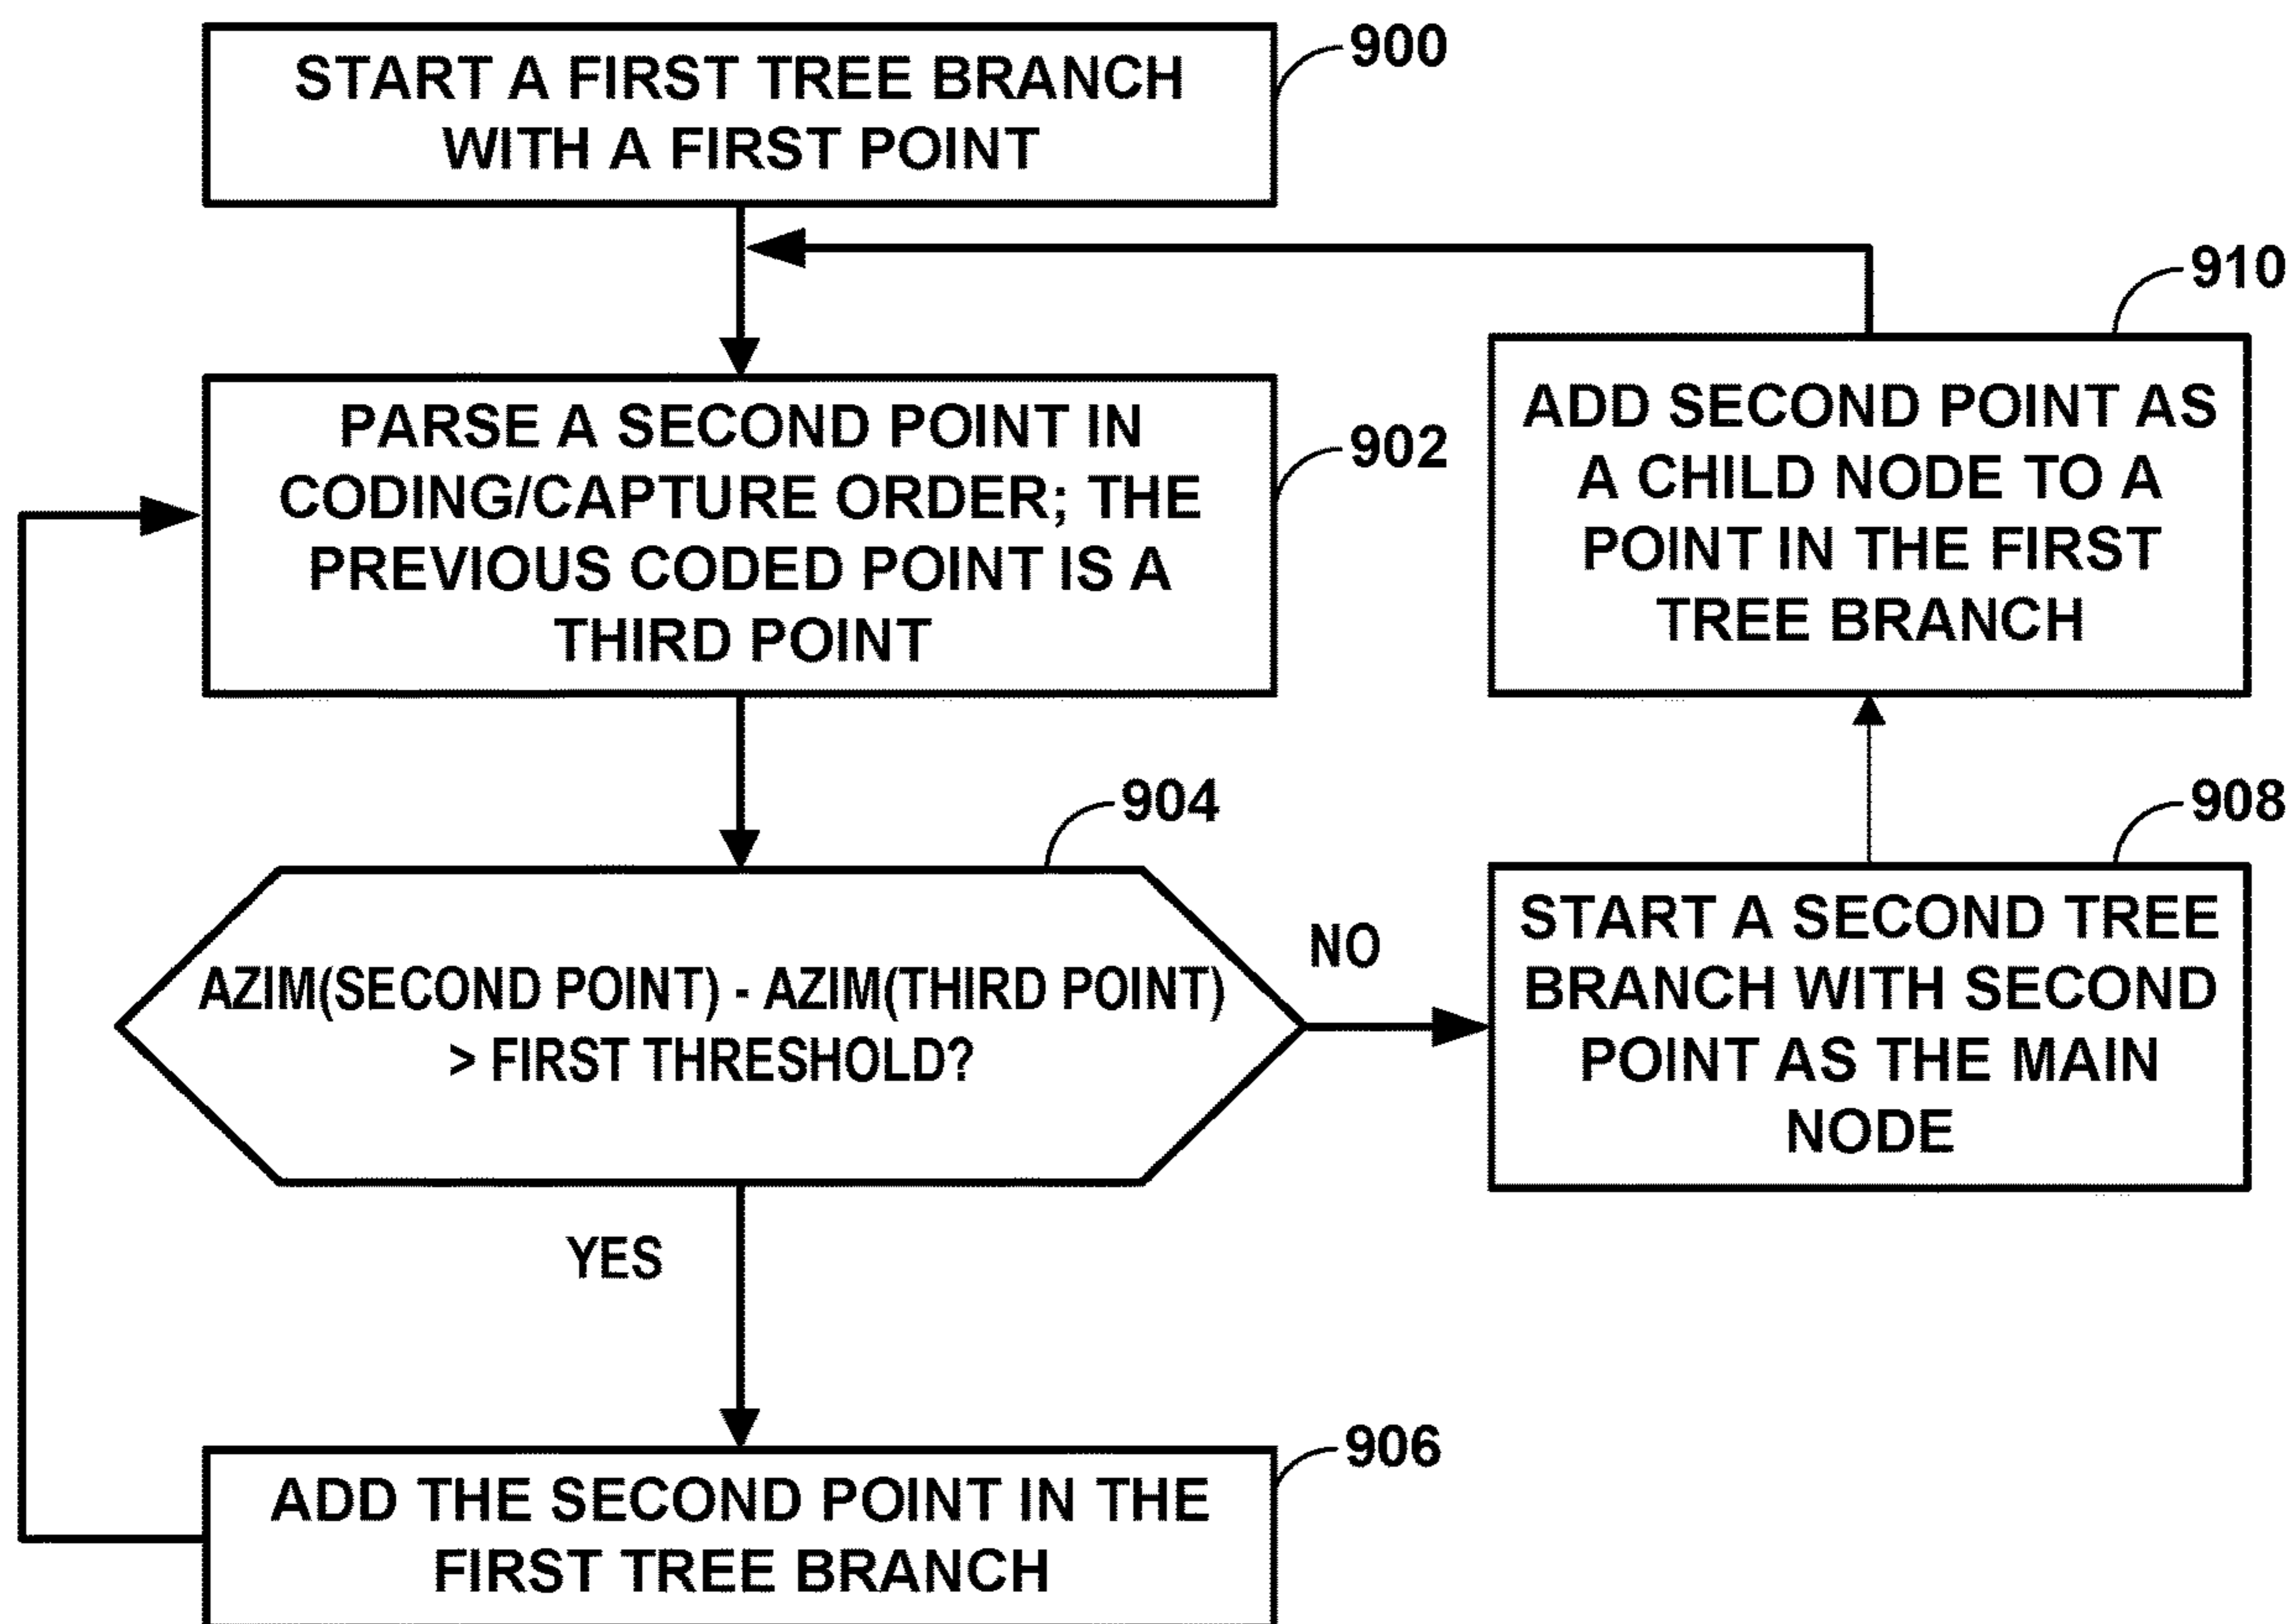 START A FIRST TREE BRANCH
WITH A FIRST POINT
900
PARSE A SECOND POINT IN
CODING/CAPTURE ORDER; THE
PREVIOUS CODED POINT IS A
THIRD POINT
902
910
ADD SECOND POINT AS
A CHILD NODE TO A
POINT IN THE FIRST
TREE BRANCH
904
AZIM(SECOND POINT) - AZIM(THIRD POINT)
> FIRST THRESHOLD?
NO
908
START A SECOND TREE
BRANCH WITH SECOND
POINT AS THE MAIN
NODE
YES
906
ADD THE SECOND POINT IN THE
FIRST TREE BRANCH